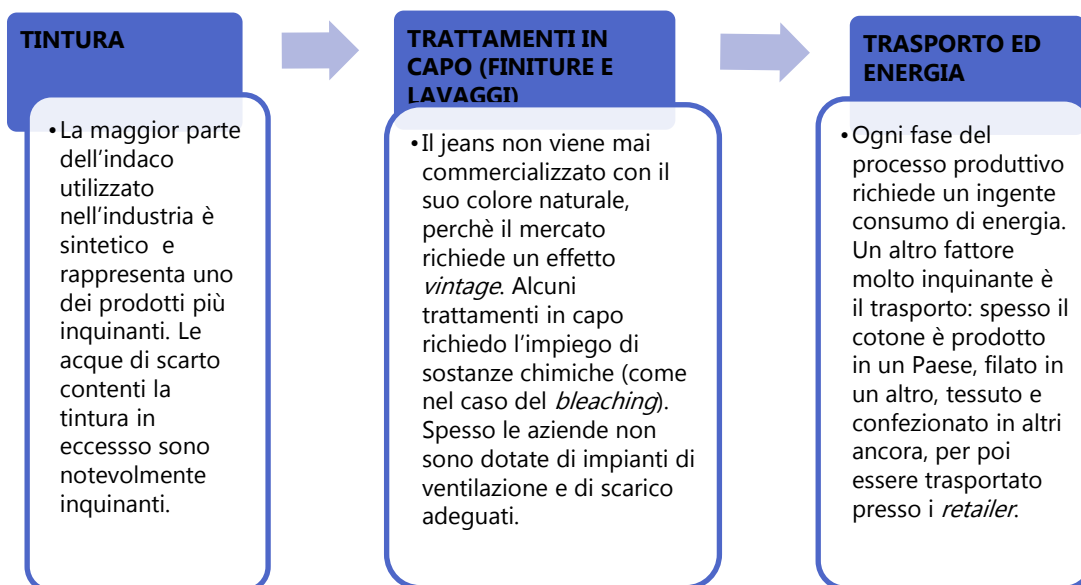 TINTURA
•La maggior parte
dell’indaco
utilizzato
nell’industria è
sintetico e
rappresenta uno
dei prodotti più
inquinanti. Le
acque di scarto
contenti la
tintura in
eccessso sono
notevolmente
inquinanti.
TRATTAMENTI IN
CAPO (FINITURE E
LAVAGGI)
•Il jeans non viene mai
commercializzato con il
suo colore naturale,
perchè il mercato
richiede un effetto
vintage. Alcuni
trattamenti in capo
richiedo l’impiego di
sostanze chimiche (come
nel caso del bleaching).
Spesso le aziende non
sono dotate di impianti di
ventilazione e di scarico
adeguati.
TRASPORTO ED
ENERGIA
•Ogni fase del
processo produttivo
richiede un ingente
consumo di energia.
Un altro fattore
molto inquinante è
il trasporto: spesso il
cotone è prodotto
in un Paese, filato in
un altro, tessuto e
confezionato in altri
ancora, per poi
essere trasportato
presso i retailer.